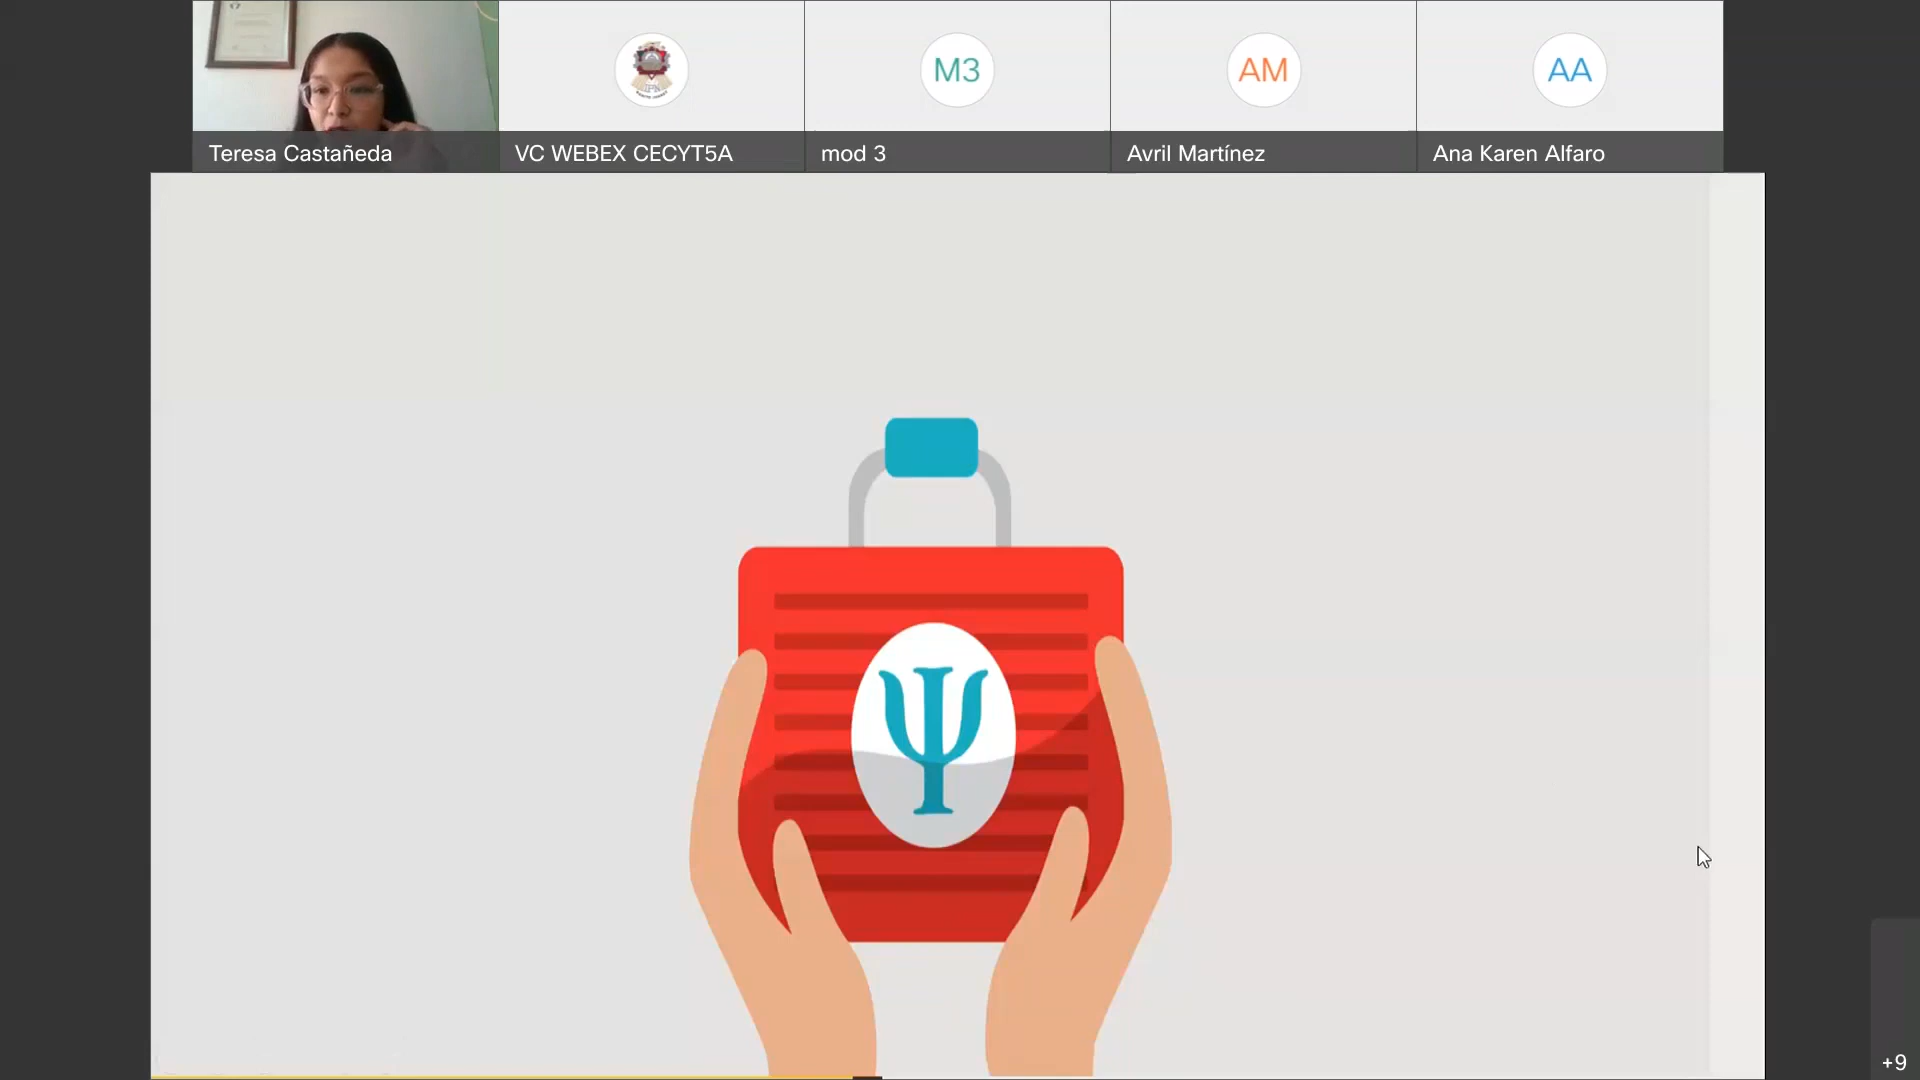 M3
AM
AA
Teresa Castañeda
VC WEBEX CECYT5A
mod 3
Avril Martínez
Ana Karen Alfaro
Ψ
+9